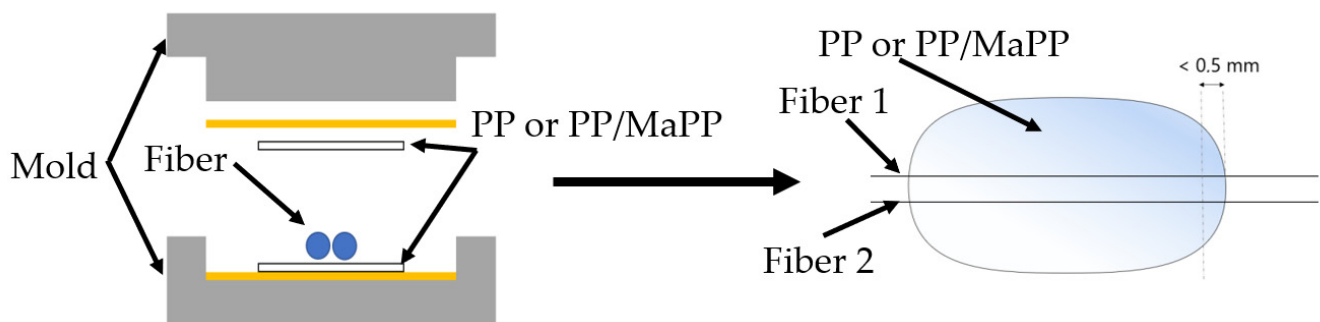 PP or PP/MaPP
< 0.5 mm
Fiber 1
PP or PP/MaPP
Mold
Fiber
Fiber 2